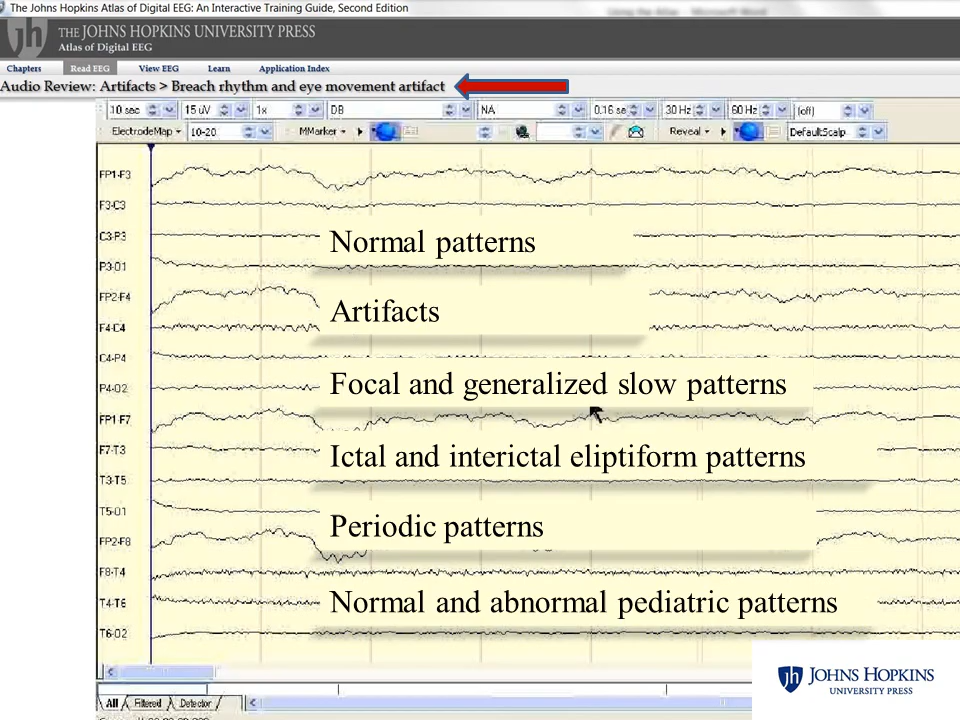 The Johns Hopkins Atlas of Digital EEG: An Interactive Training Guide, Second Edition
jh THE JOHNS HOPKINS UNIVERSITY PRESS
Atlas of Digital EEG
Chapters Read EEG View EEG Learn Application Index
Audio Review: Artifacts > Breach rhythm and eye movement artifact
10 sec 15 uV 1x DB NA 0.16 se 30 Hz 60 Hz (off)
ElectrodeMap 10-20 MMarker Reveal DefaultScalp
FP1-F3
F3-C3
C3-P3
P3-O1
FP2-F4
F4-C4
C4-P4
P4-O2
FP1-F7
F7-T3
T3-T5
T5-O1
FP2-F8
F8-T4
T4-T6
T6-O2
Normal patterns
Artifacts
Focal and generalized slow patterns
Ictal and interictal eliptiform patterns
Periodic patterns
Normal and abnormal pediatric patterns
All Filtered Detector
jh JOHNS HOPKINS
UNIVERSITY PRESS